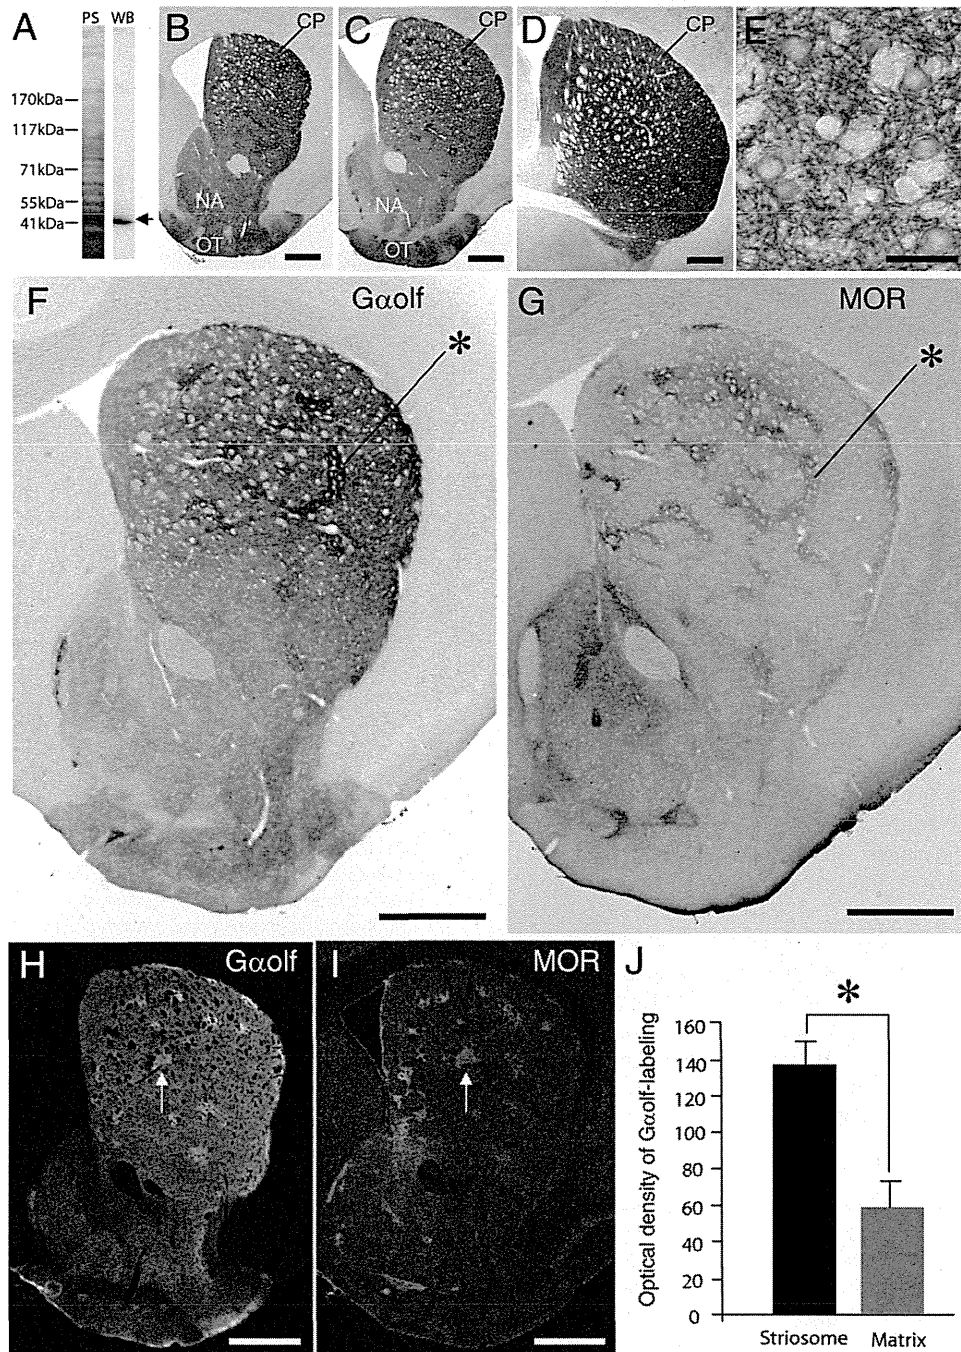 A
PS WB
170kDa
117kDa
71kDa
55kDa
41kDa
B
CP
NA
OT
C
CP
NA
OT
D
CP
E
F
Gαolf
*
G
MOR
*
H
Gαolf
I
MOR
J
*
Optical density of Gαolf-labeling
160
140
120
140
80
60
40
20
0
Striosome Matrix